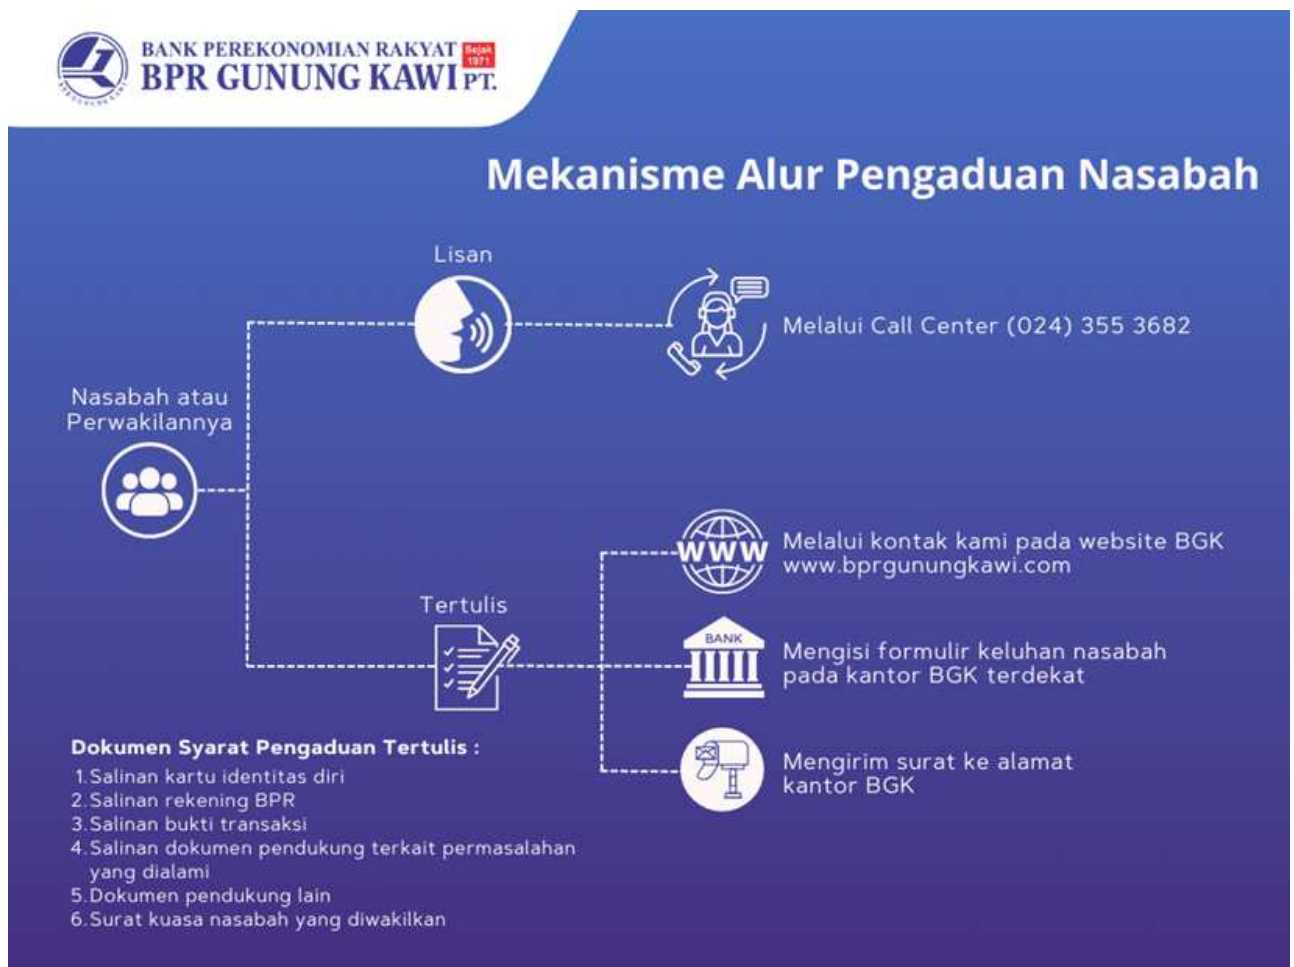 BANK PEREKONOMIAN RAKYAT
Sejak
1971
BPR GUNUNG KAWI PT.
Mekanisme Alur Pengaduan Nasabah
Lisan
Melalui Call Center (024) 355 3682
Nasabah atau
Perwakilannya
WWW
Melalui kontak kami pada website BGK
www.bprgunungkawi.com
Tertulis
BANK
Mengisi formulir keluhan nasabah
pada kantor BGK terdekat
Mengirim surat ke alamat
kantor BGK
Dokumen Syarat Pengaduan Tertulis :
1. Salinan kartu identitas diri
2. Salinan rekening BPR
3. Salinan bukti transaksi
4. Salinan dokumen pendukung terkait permasalahan
yang dialami
5. Dokumen pendukung lain
6. Surat kuasa nasabah yang diwakilkan